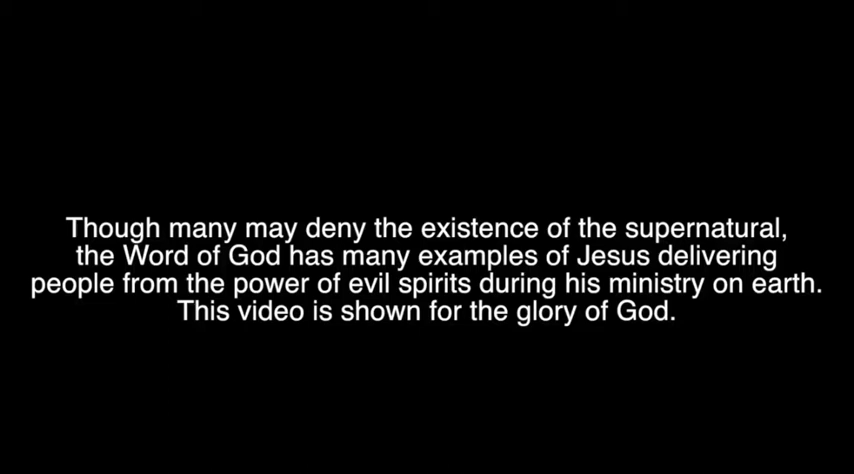 Though many may deny the existence of the supernatural,
the Word of God has many examples of Jesus delivering
people from the power of evil spirits during his ministry on earth.
This video is shown for the glory of God.